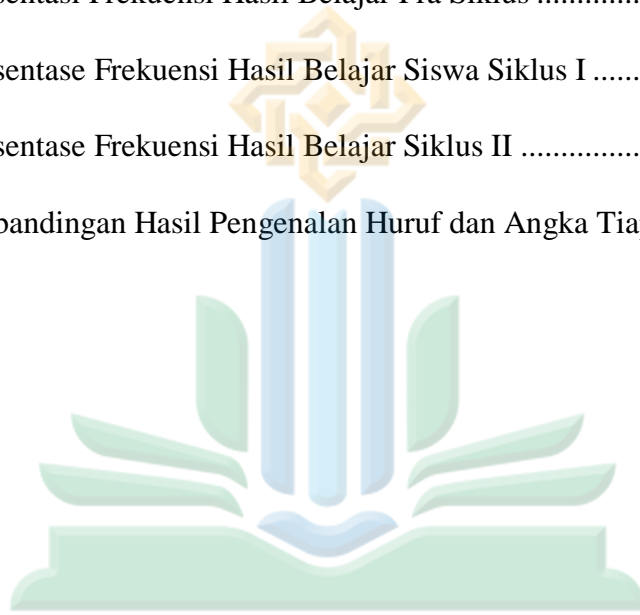 sentasi Frekuensi Hasil Belajar Pra Siklus ..............
sentase Frekuensi Hasil Belajar Siswa Siklus I .......
sentase Frekuensi Hasil Belajar Siklus II .................
bandingan Hasil Pengenalan Huruf dan Angka Tia